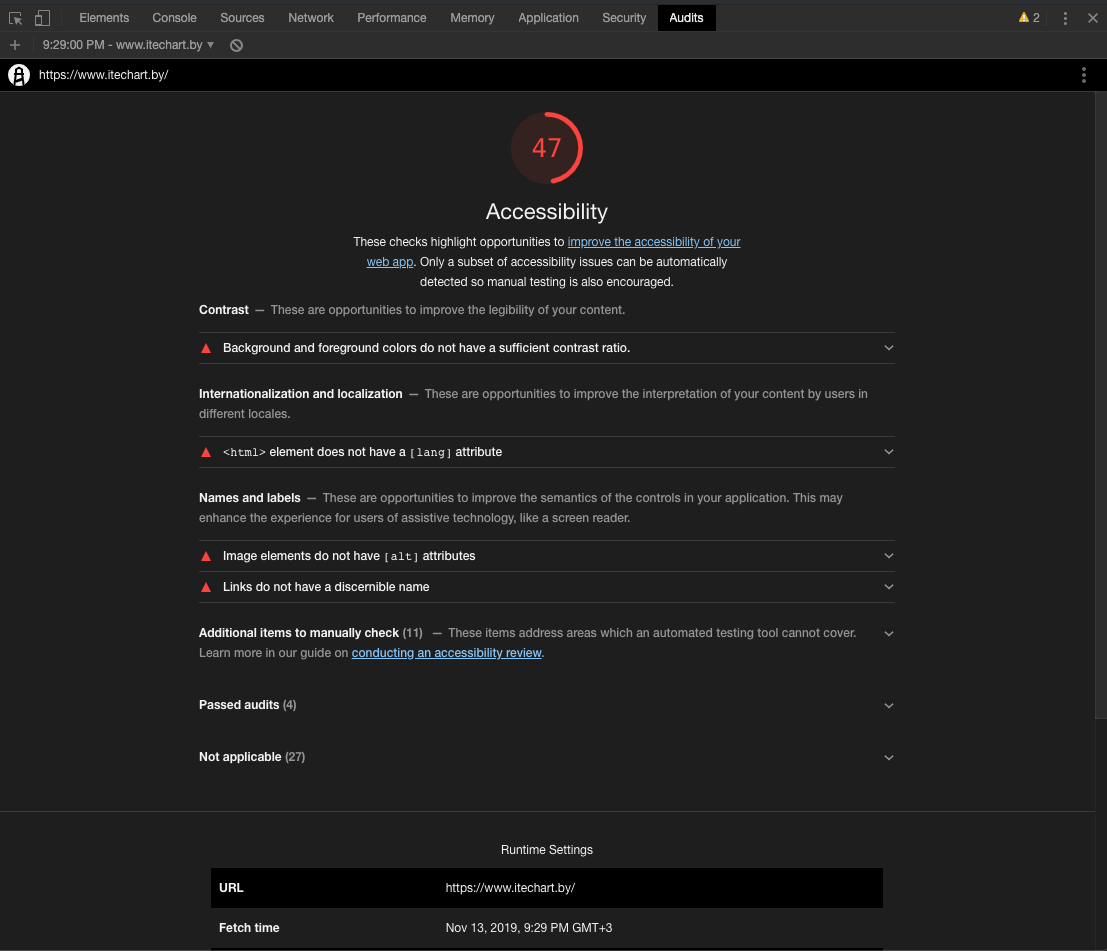 Elements Console Sources Network Performance Memory Application Security Audits 2
9:29:00 PM - www.itechart.by
https://www.itechart.by/
47
Accessibility
These checks highlight opportunities to improve the accessibility of your
web app. Only a subset of accessibility issues can be automatically
detected so manual testing is also encouraged.
Contrast — These are opportunities to improve the legibility of your content.
Background and foreground colors do not have a sufficient contrast ratio.
Internationalization and localization — These are opportunities to improve the interpretation of your content by users in
different locales.
<html> element does not have a [lang] attribute
Names and labels — These are opportunities to improve the semantics of the controls in your application. This may
enhance the experience for users of assistive technology, like a screen reader.
Image elements do not have [alt] attributes
Links do not have a discernible name
Additional items to manually check (11) — These items address areas which an automated testing tool cannot cover.
Learn more in our guide on conducting an accessibility review.
Passed audits (4)
Not applicable (27)
Runtime Settings
URL https://www.itechart.by/
Fetch time Nov 13, 2019, 9:29 PM GMT+3